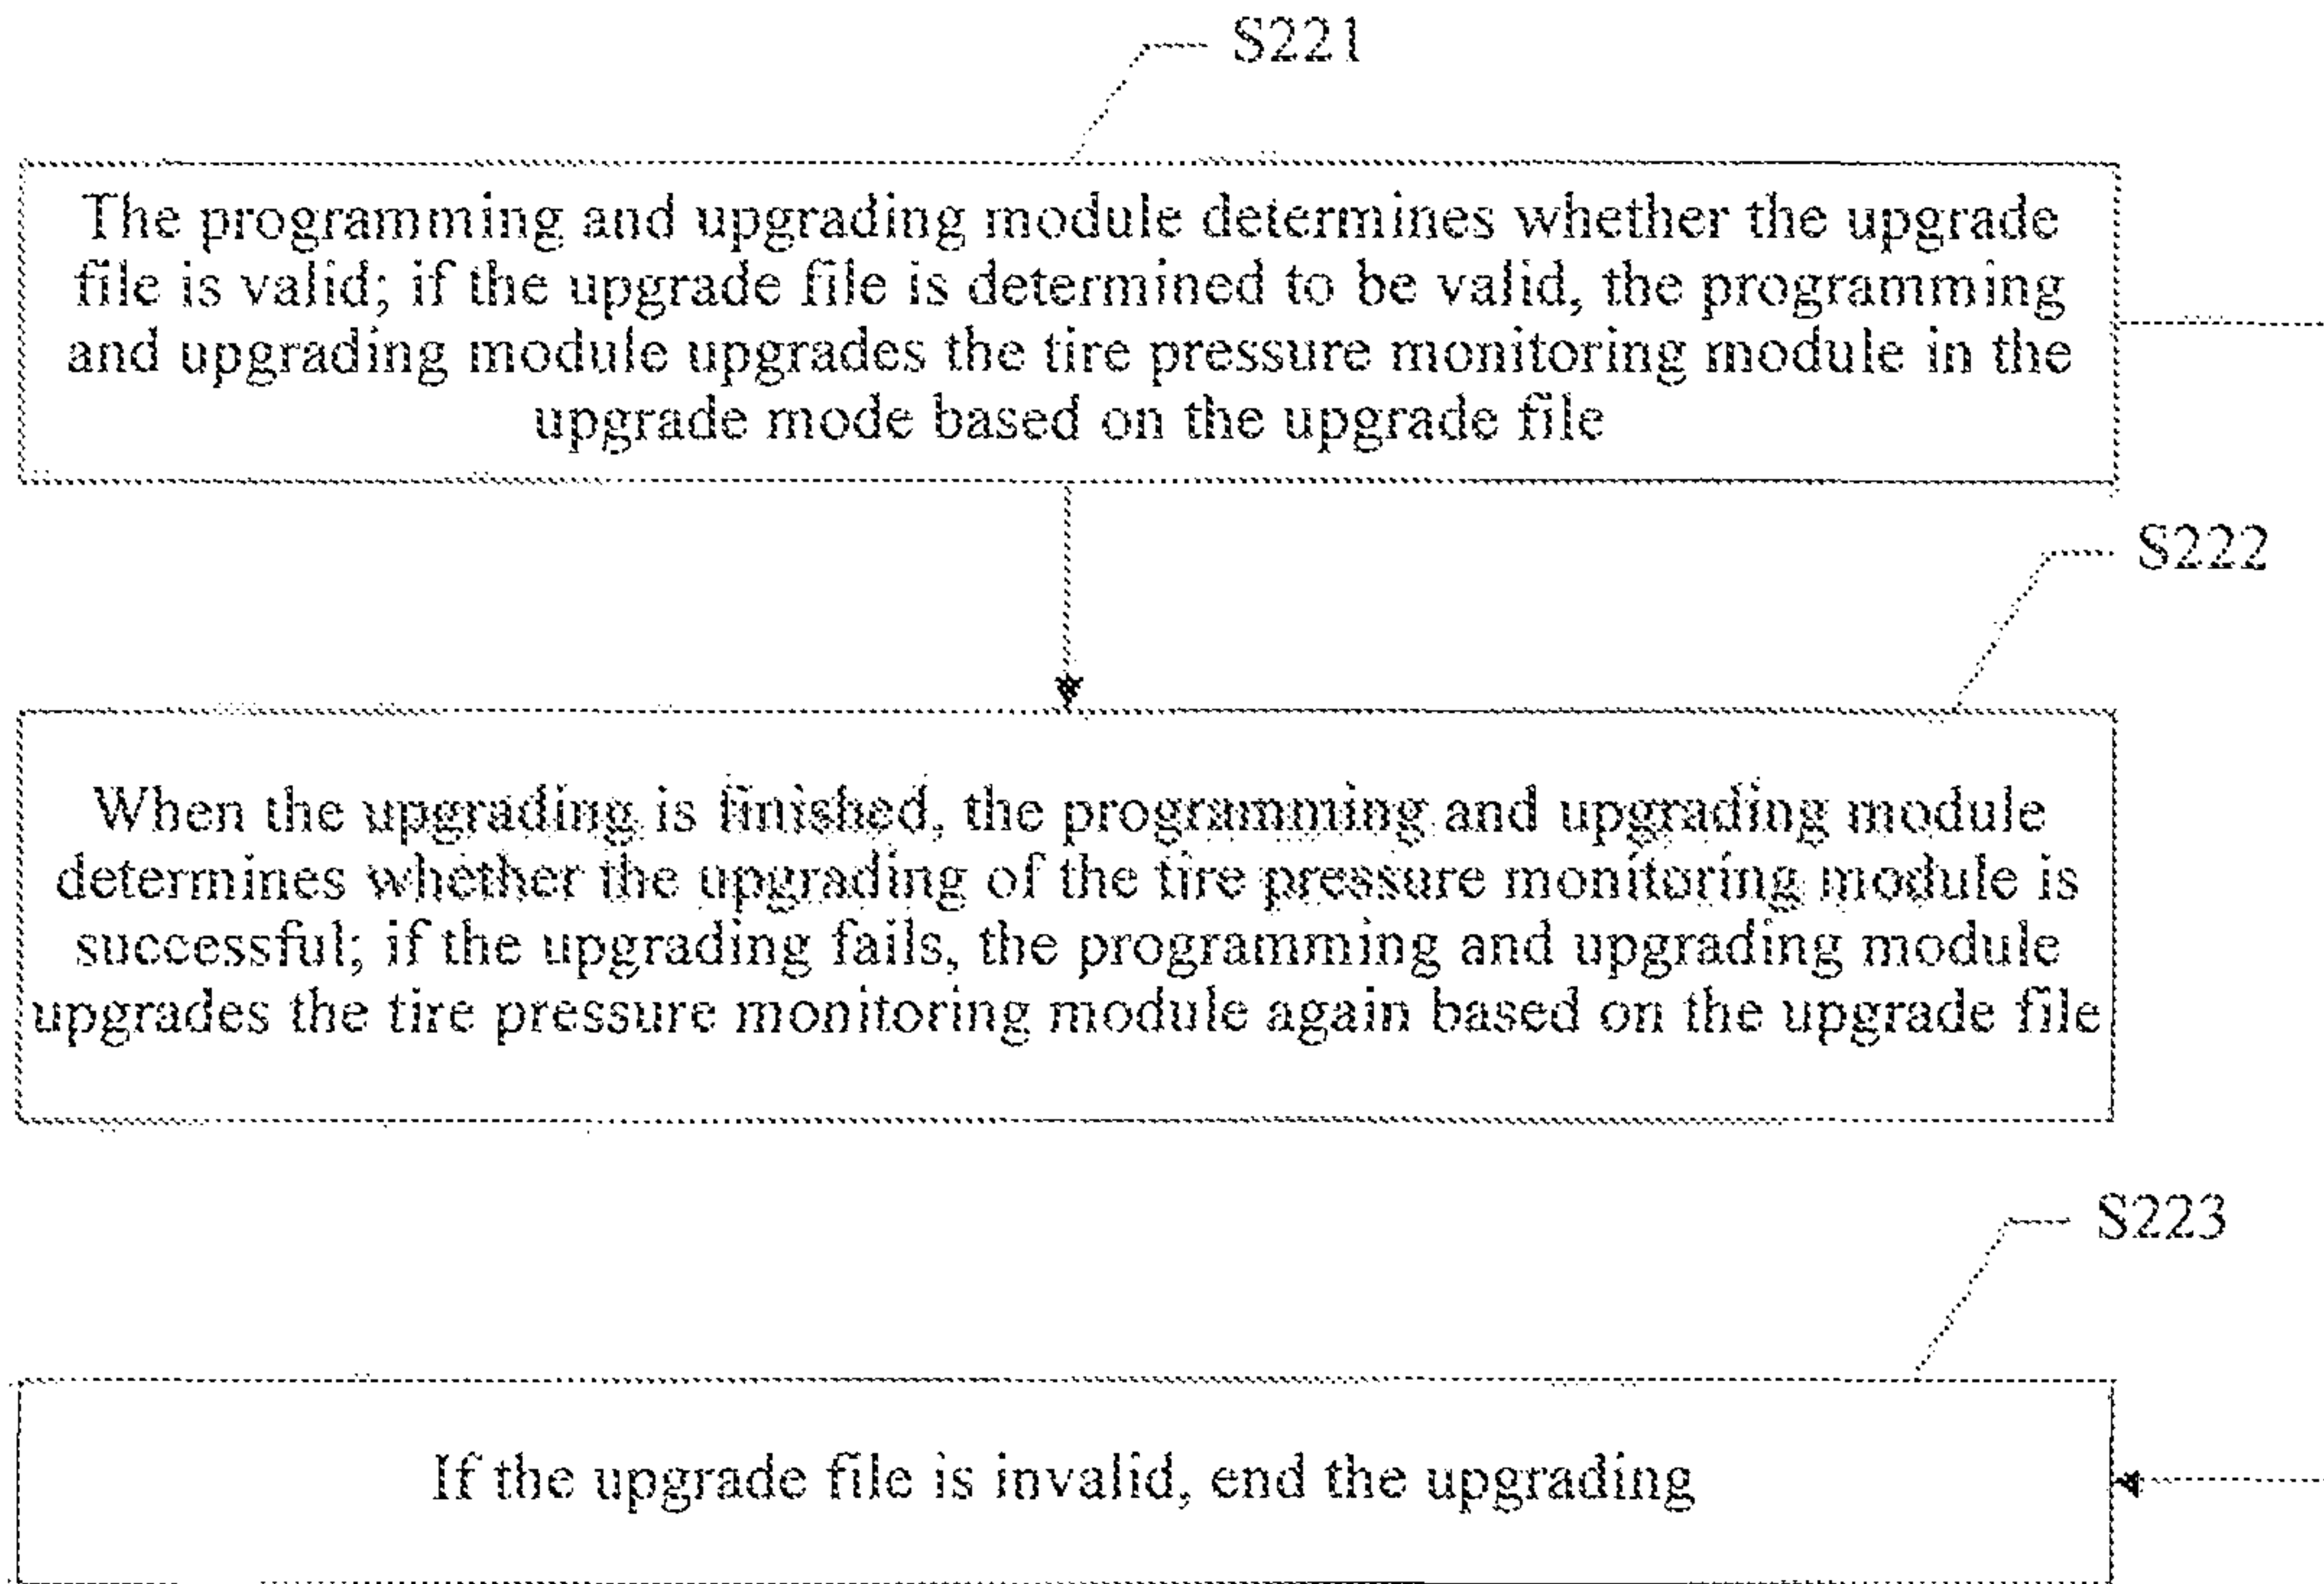 S221
The programming and upgrading module determines whether the upgrade
file is valid; if the upgrade file is determined to be valid, the programming
and upgrading module upgrades the tire pressure monitoring module in the
upgrade mode based on the upgrade file
S222
When the upgrading is finished, the programming and upgrading module
determines whether the upgrading of the tire pressure monitoring module is
successful; if the upgrading fails, the programming and upgrading module
upgrades the tire pressure monitoring module again based on the upgrade file
S223
If the upgrade file is invalid, end the upgrading